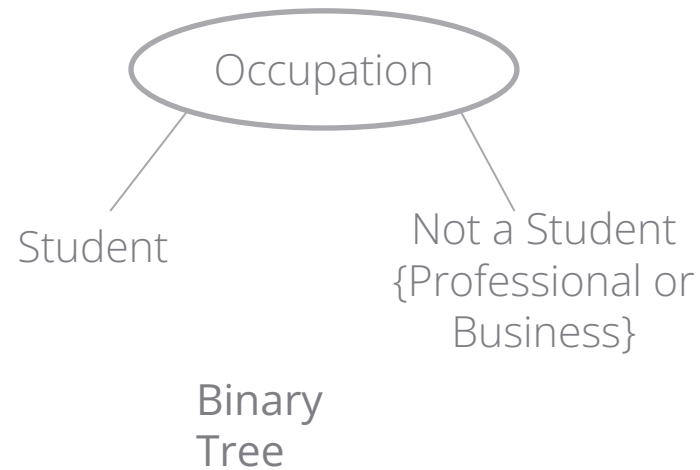 Occupation
Student
Not a Student
{Professional or
Business}
Binary
Tree